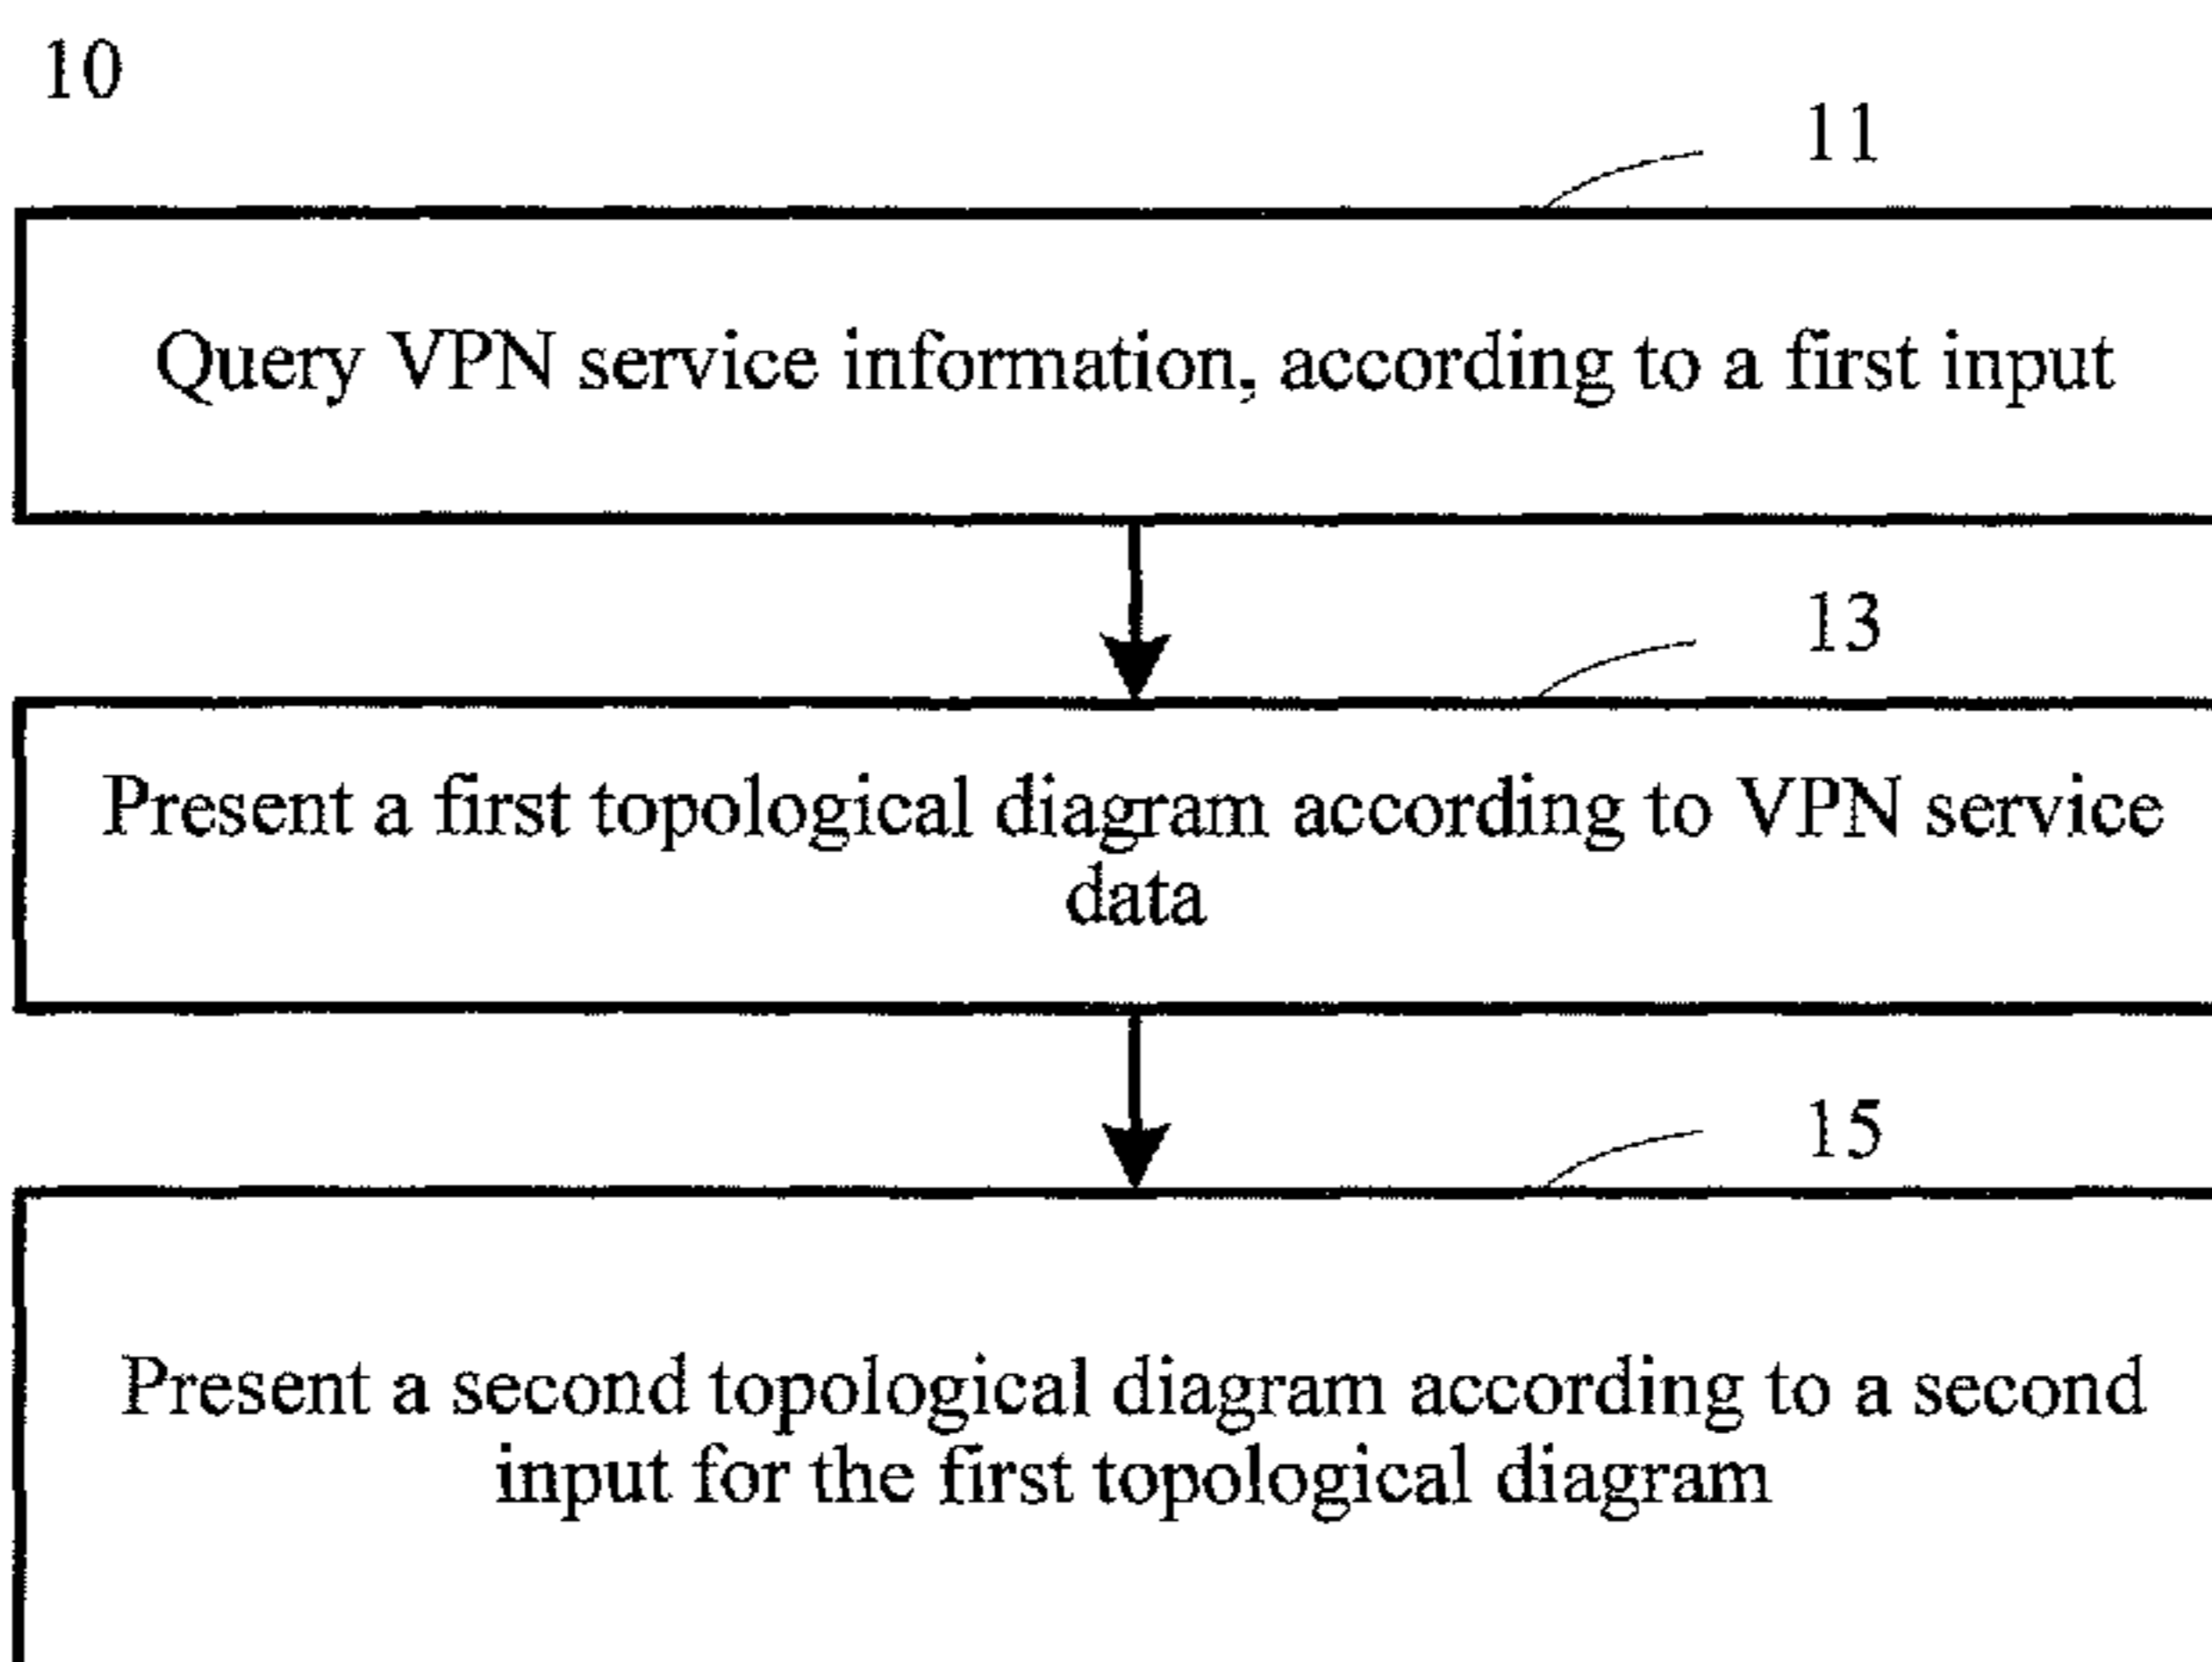 10
11
Query VPN service information, according to a first input
13
Present a first topological diagram according to VPN service
data
15
Present a second topological diagram according to a second
input for the first topological diagram